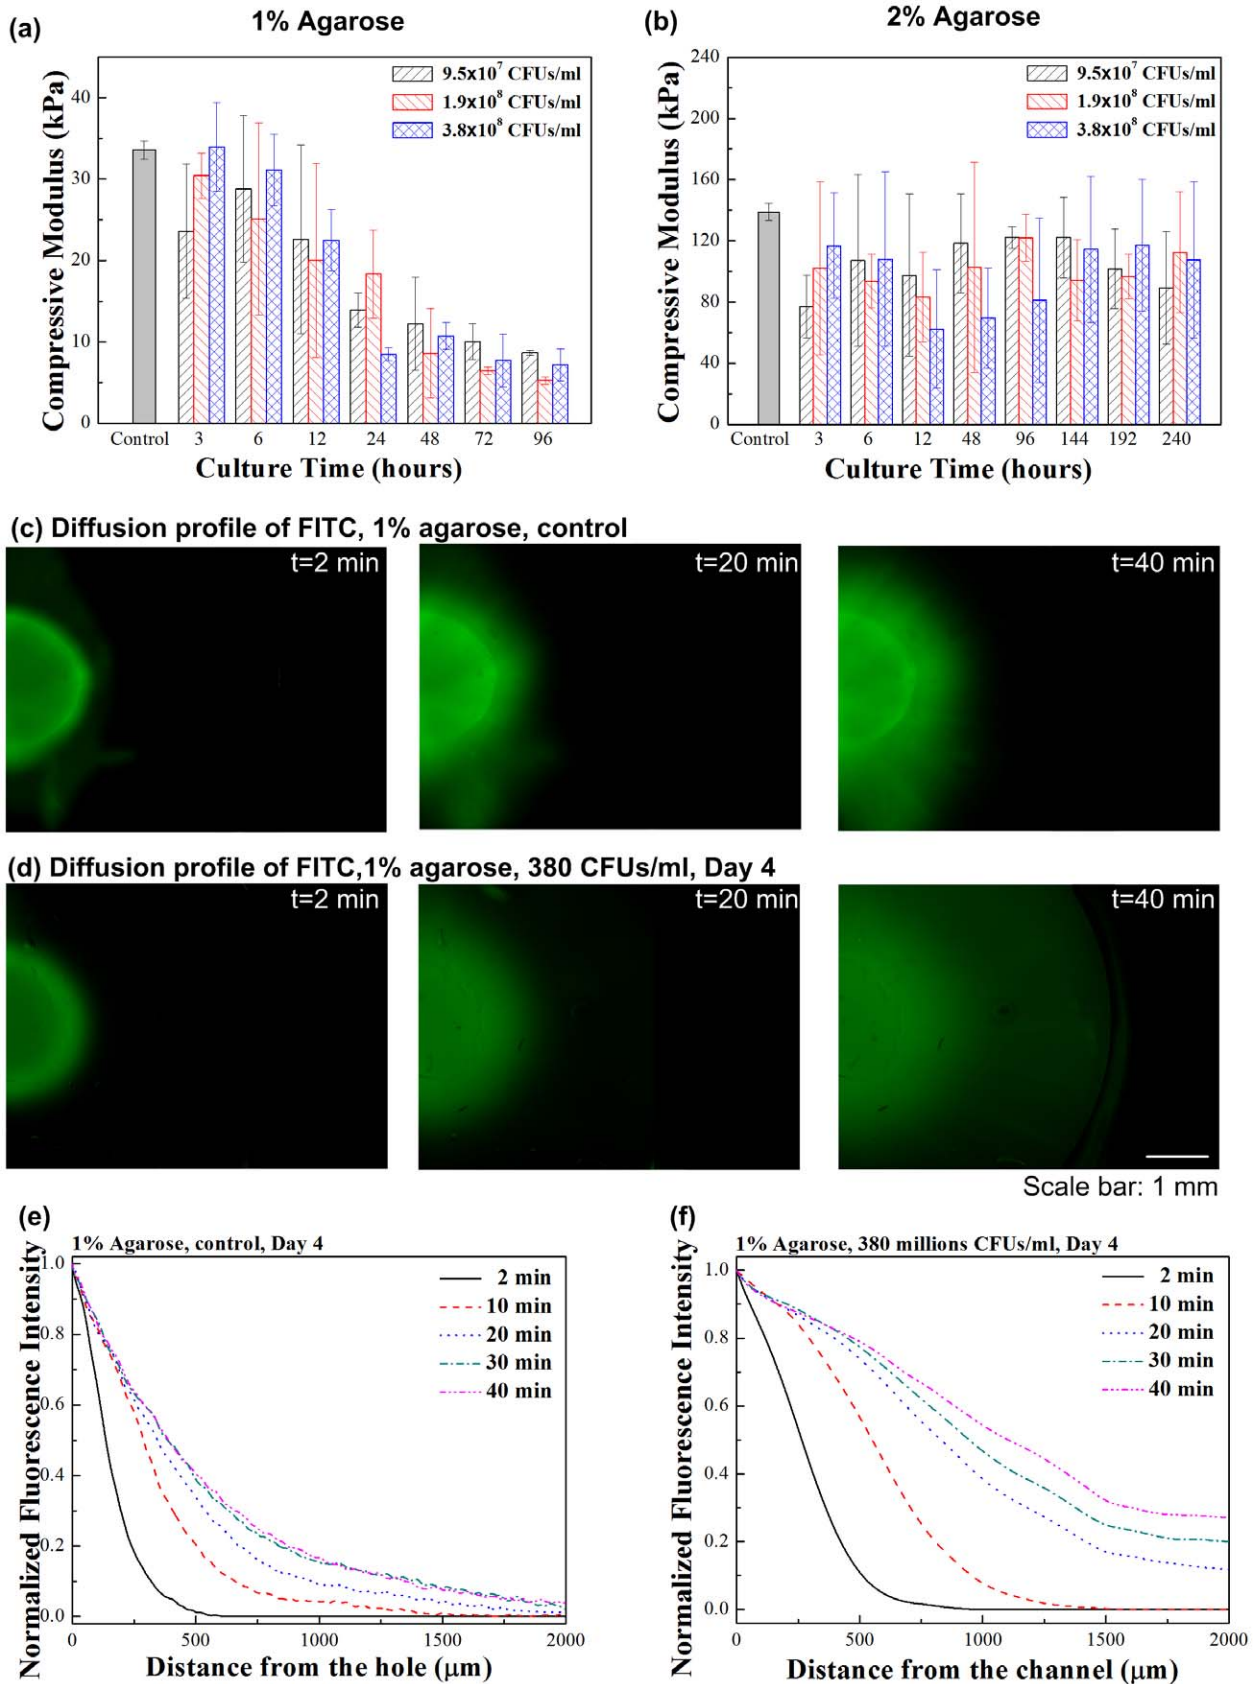 (a) 1% Agarose
Compressive Modulus (kPa)
40
30
20
10
0
9.5x10⁷ CFUs/ml
1.9x10⁸ CFUs/ml
3.8x10⁸ CFUs/ml
Control 3 6 12 24 48 72 96
Culture Time (hours)
(b) 2% Agarose
Compressive Modulus (kPa)
240
200
160
120
80
40
0
9.5x10⁷ CFUs/ml
1.9x10⁸ CFUs/ml
3.8x10⁸ CFUs/ml
Control 3 6 12 48 96 144 192 240
Culture Time (hours)
(c) Diffusion profile of FITC, 1% agarose, control
t=2 min
t=20 min
t=40 min
(d) Diffusion profile of FITC,1% agarose, 380 CFUs/ml, Day 4
t=2 min
t=20 min
t=40 min
Scale bar: 1 mm
(e)
1% Agarose, control, Day 4
Normalized Fluorescence Intensity
1.0
0.8
0.6
0.4
0.2
0.0
2 min
10 min
20 min
30 min
40 min
0 500 1000 1500 2000
Distance from the hole (μm)
(f)
1% Agarose, 380 millions CFUs/ml, Day 4
Normalized Fluorescence Intensity
1.0
0.8
0.6
0.4
0.2
0.0
2 min
10 min
20 min
30 min
40 min
0 500 1000 1500 2000
Distance from the channel (μm)